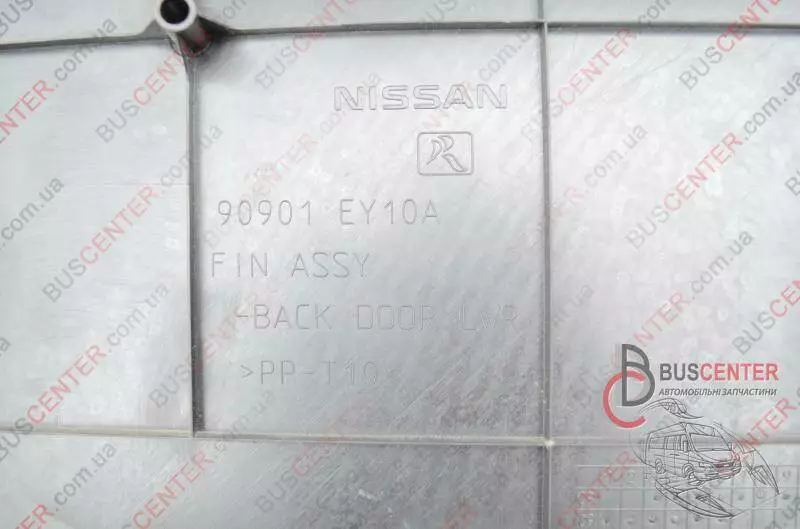 NISSAN
R
90901 EY10A
FIN ASSY
-BACK DOOR LWR
>PP-T10<
BUSCENTER
АВТОМОБІЛЬНІ ЗАПЧАСТИНИ
BUSCENTER.com.ua